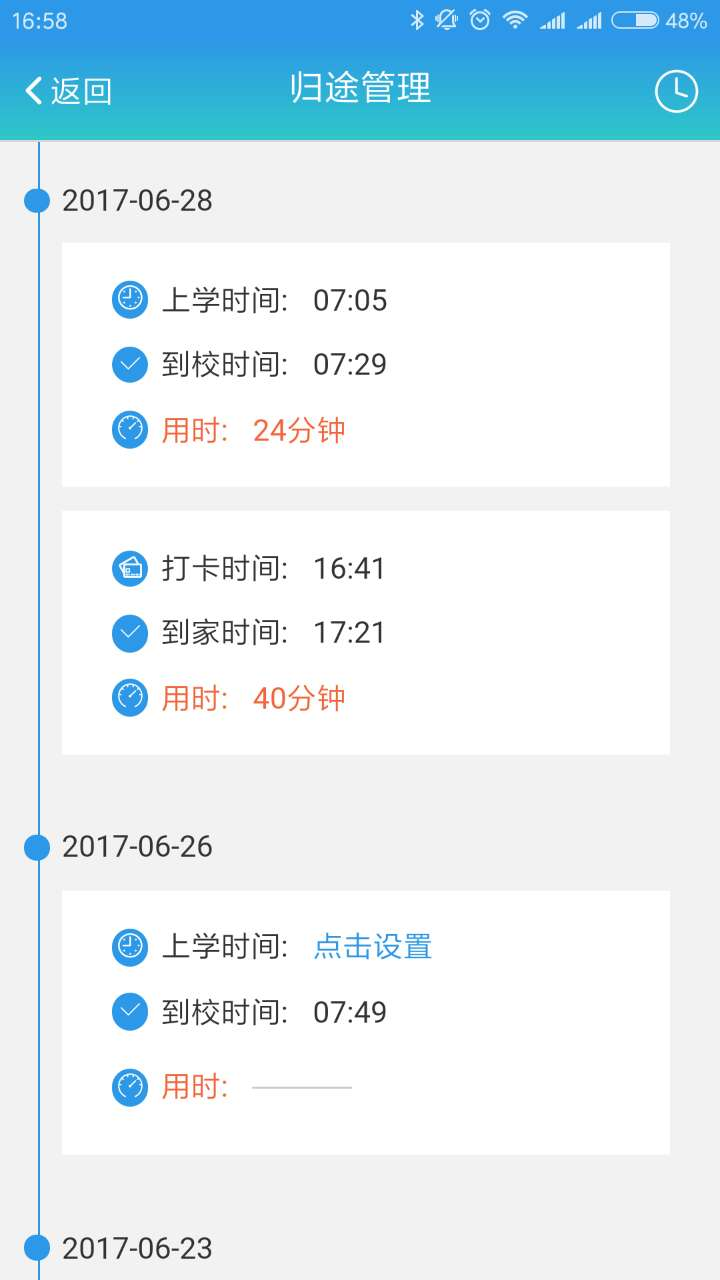 16:58 48%
返回 归途管理
2017-06-28
上学时间: 07:05
到校时间: 07:29
用时: 24分钟
打卡时间: 16:41
到家时间: 17:21
用时: 40分钟
2017-06-26
上学时间: 点击设置
到校时间: 07:49
用时:
2017-06-23